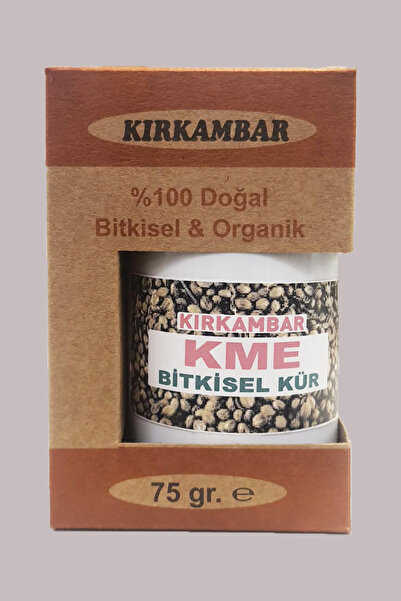 KIRKAMBAR
%100 Doğal
Bitkisel & Organik
KIRKAMBAR
KME
BİTKİSEL KÜR
75 gr. ℮